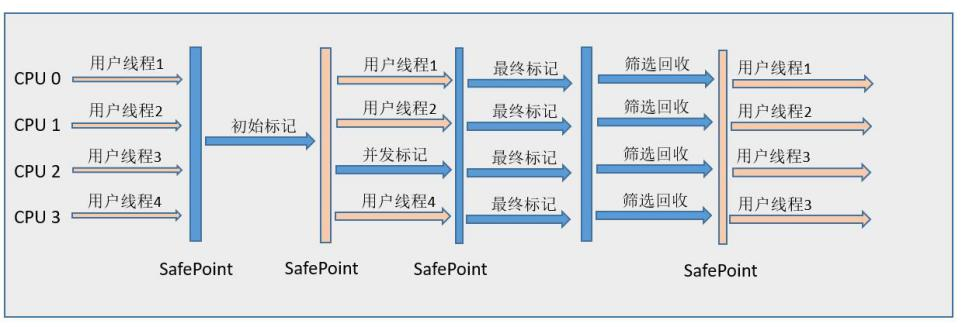 CPU 0 用户线程1 用户线程1 最终标记 筛选回收 用户线程1
CPU 1 用户线程2 初始标记 用户线程2 最终标记 筛选回收 用户线程2
CPU 2 用户线程3 并发标记 最终标记 筛选回收 用户线程3
CPU 3 用户线程4 用户线程4 最终标记 筛选回收 用户线程3
SafePoint SafePoint SafePoint SafePoint